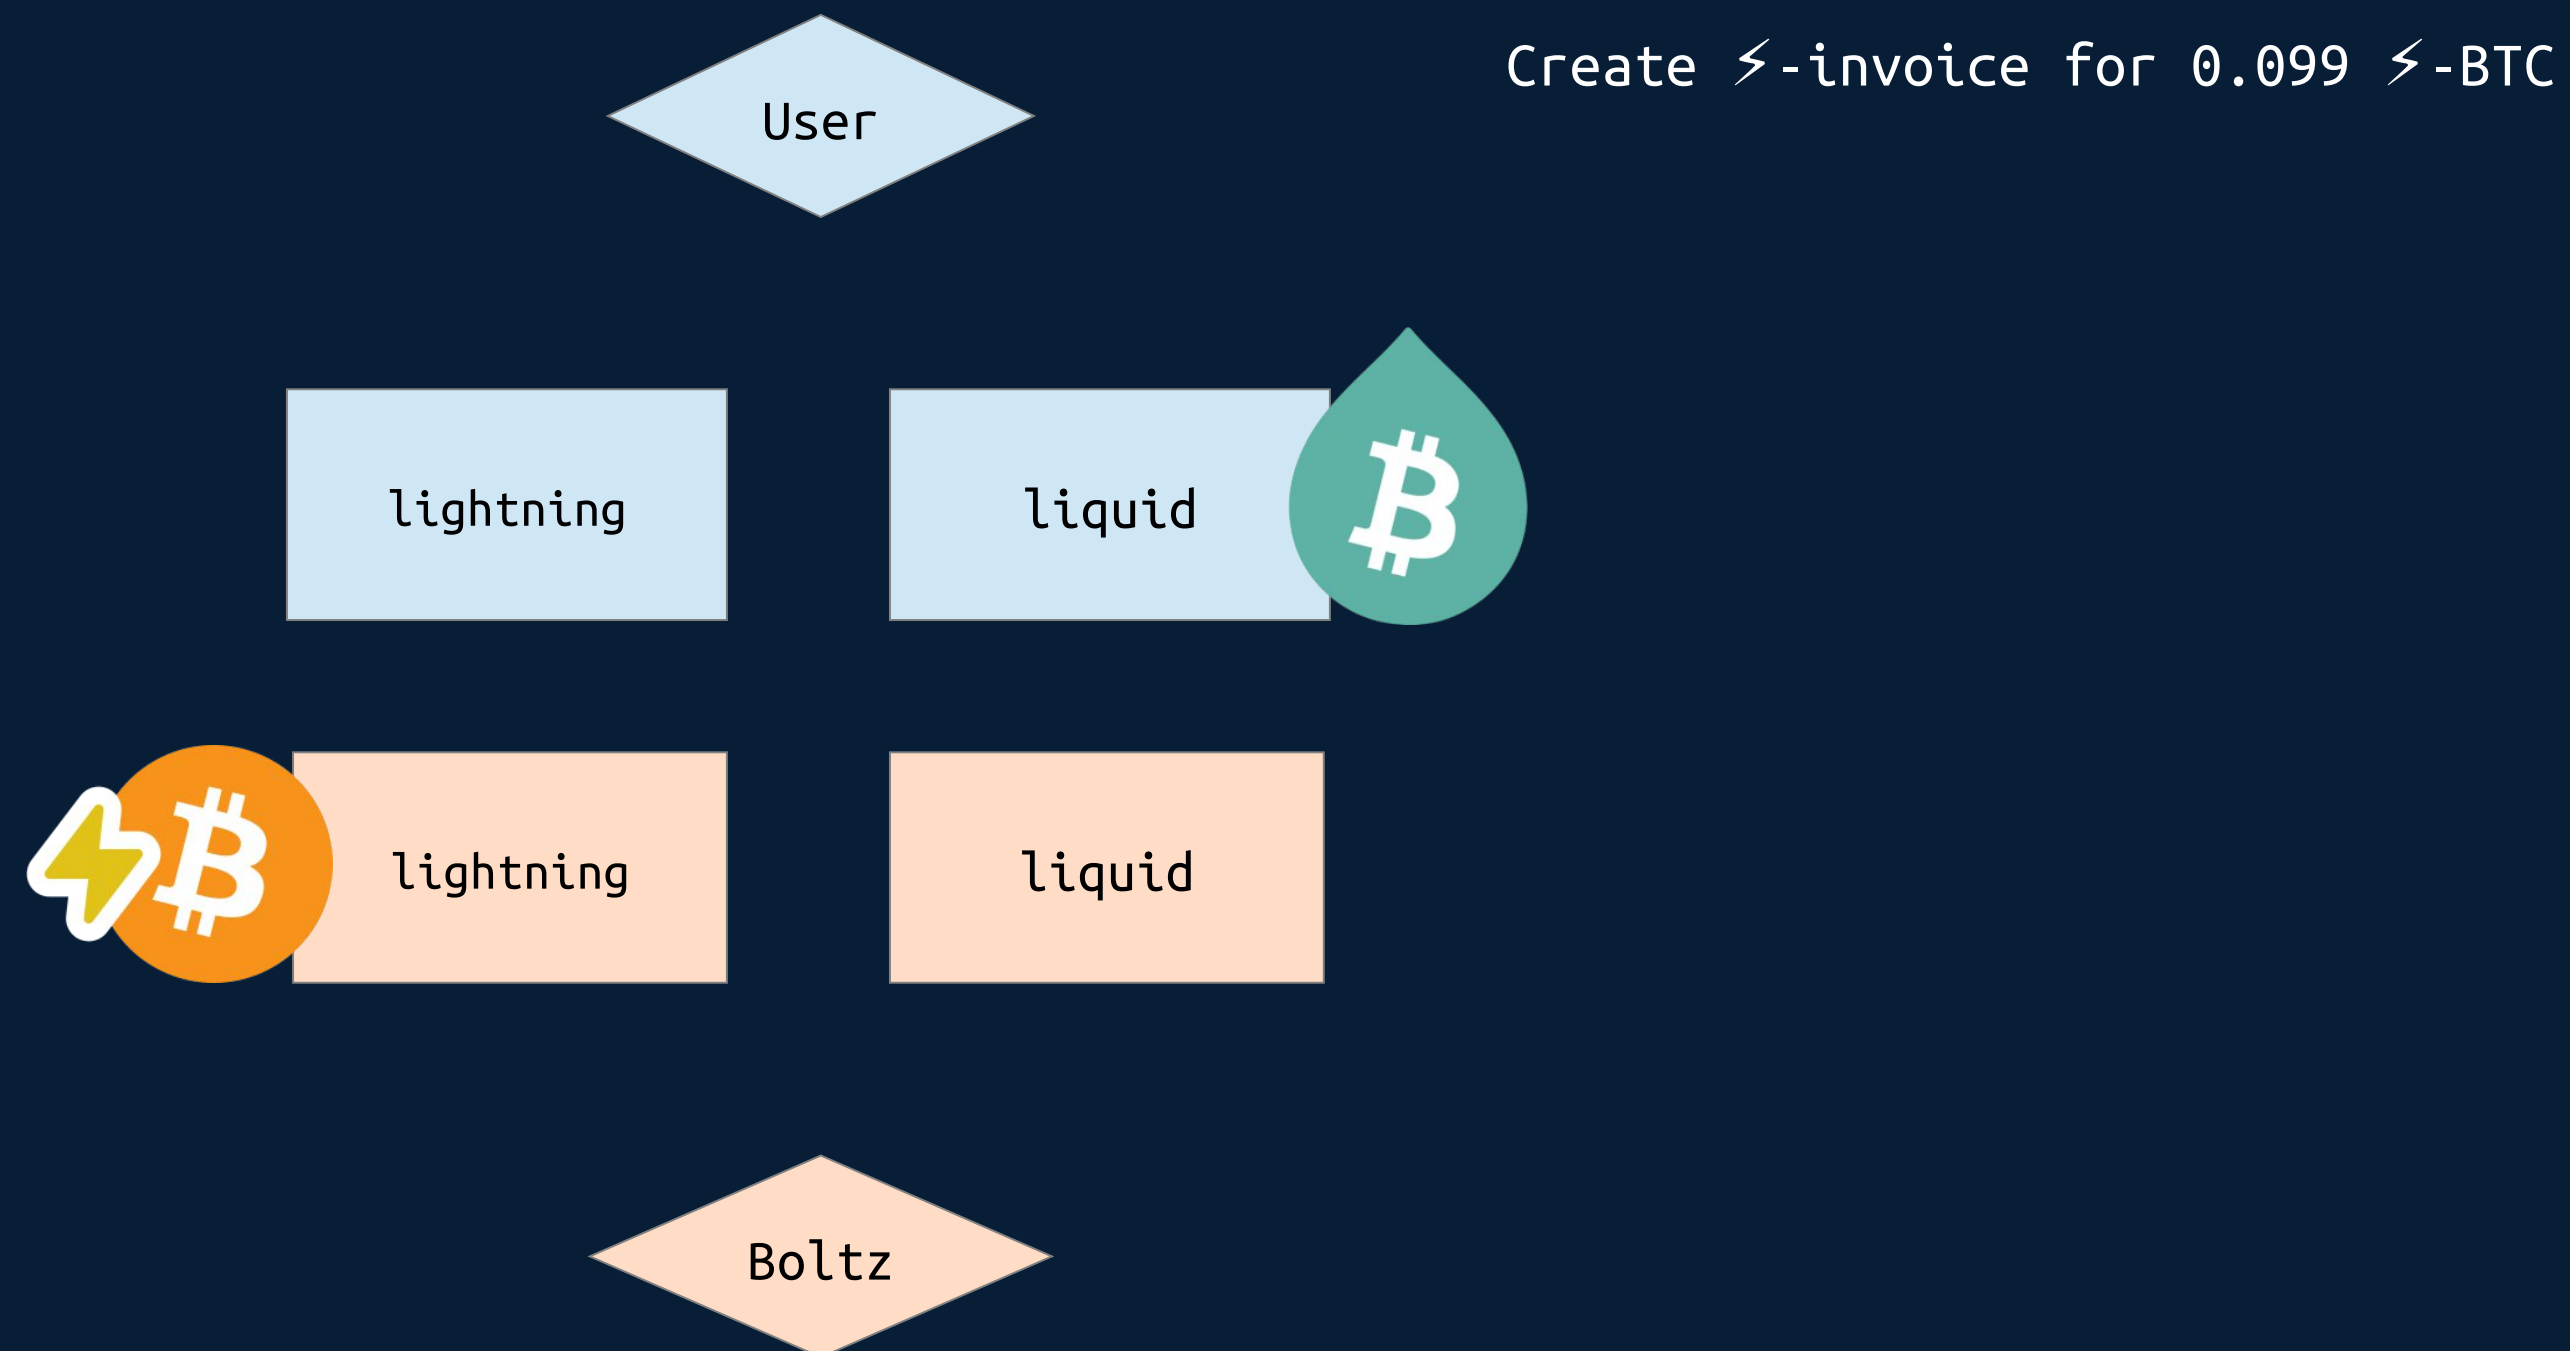 User
Create ⚡-invoice for 0.099 ⚡-BTC
lightning
liquid
lightning
liquid
Boltz